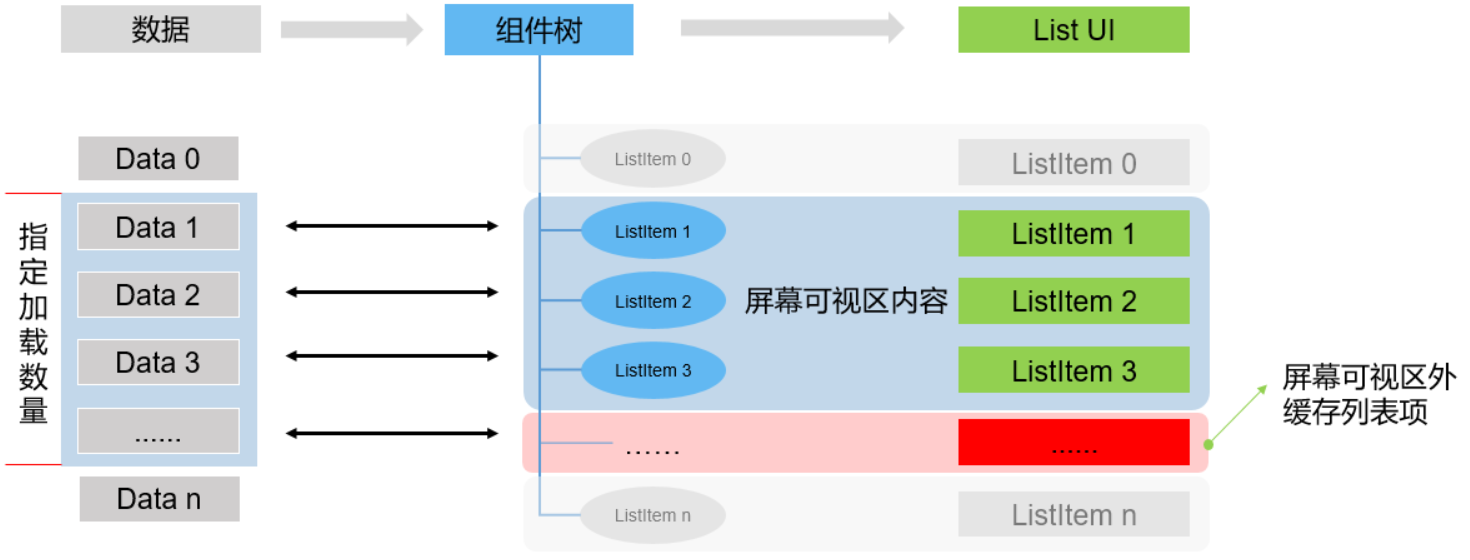 数据
组件树
List UI
Data 0
ListItem 0
ListItem 0
指定加载数量
Data 1
ListItem 1
ListItem 1
Data 2
ListItem 2
屏幕可视区内容
ListItem 2
Data 3
ListItem 3
ListItem 3
屏幕可视区外
缓存列表项
......
......
......
Data n
ListItem n
ListItem n